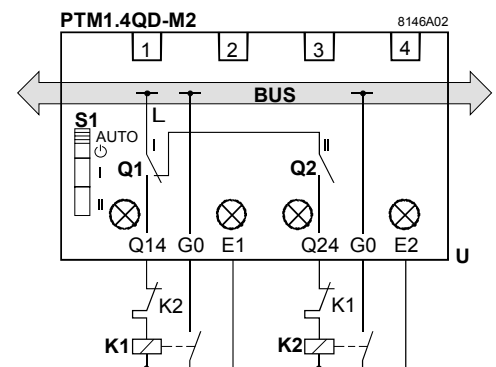 PTM1.4QD-M2 8146A02
1 2 3 4
BUS
S1 L
AUTO I II
I Q1 Q2
II
Q14 G0 E1 Q24 G0 E2 U
K2 K1
K1 K2